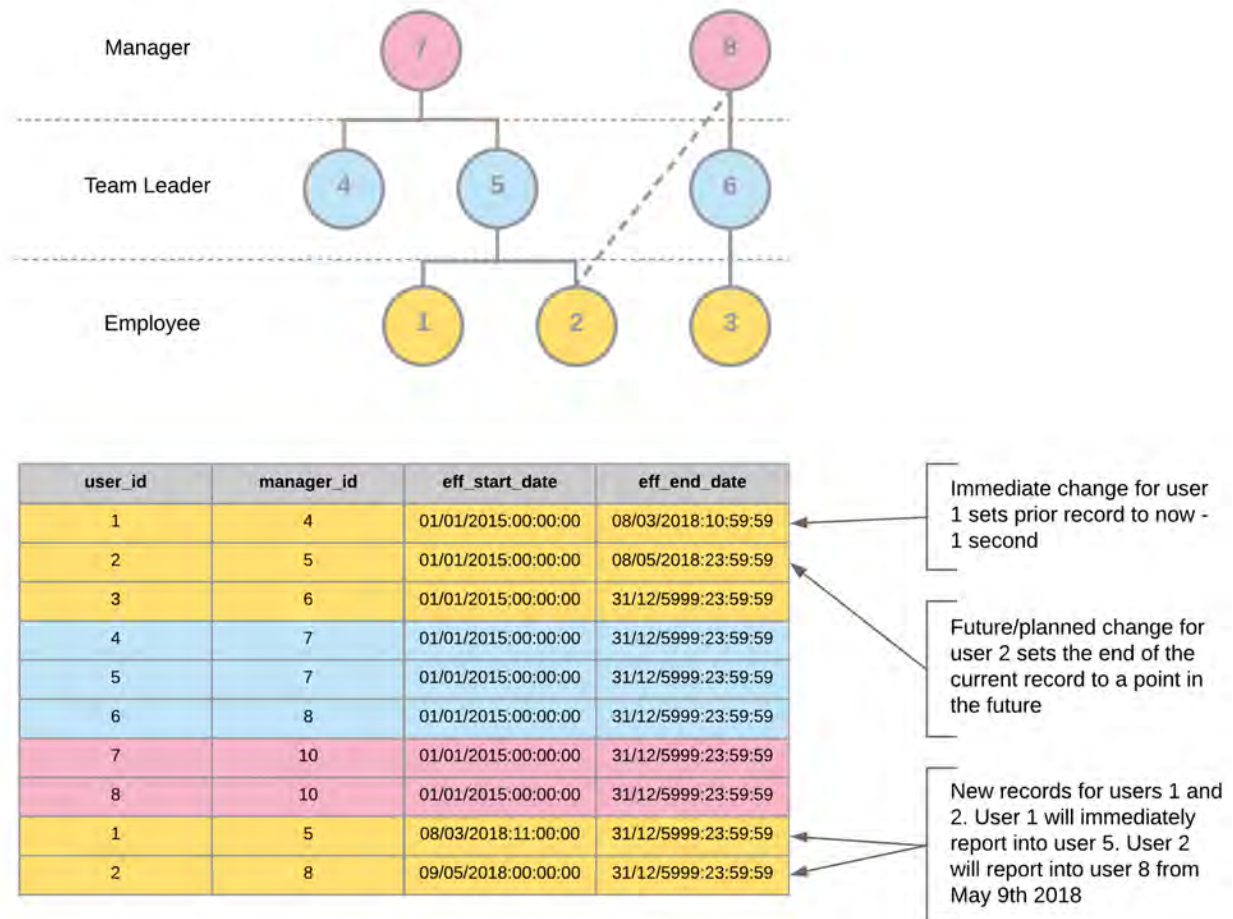 Manager
7
8
Team Leader
4
5
6
Employee
1
2
3
user_id manager_id eff_start_date eff_end_date
1 4 01/01/2015:00:00:00 08/03/2018:10:59:59
2 5 01/01/2015:00:00:00 08/05/2018:23:59:59
3 6 01/01/2015:00:00:00 31/12/5999:23:59:59
4 7 01/01/2015:00:00:00 31/12/5999:23:59:59
5 7 01/01/2015:00:00:00 31/12/5999:23:59:59
6 8 01/01/2015:00:00:00 31/12/5999:23:59:59
7 10 01/01/2015:00:00:00 31/12/5999:23:59:59
8 10 01/01/2015:00:00:00 31/12/5999:23:59:59
1 5 08/03/2018:11:00:00 31/12/5999:23:59:59
2 8 09/05/2018:00:00:00 31/12/5999:23:59:59
Immediate change for user
1 sets prior record to now -
1 second
Future/planned change for
user 2 sets the end of the
current record to a point in
the future
New records for users 1 and
2. User 1 will immediately
report into user 5. User 2
will report into user 8 from
May 9th 2018